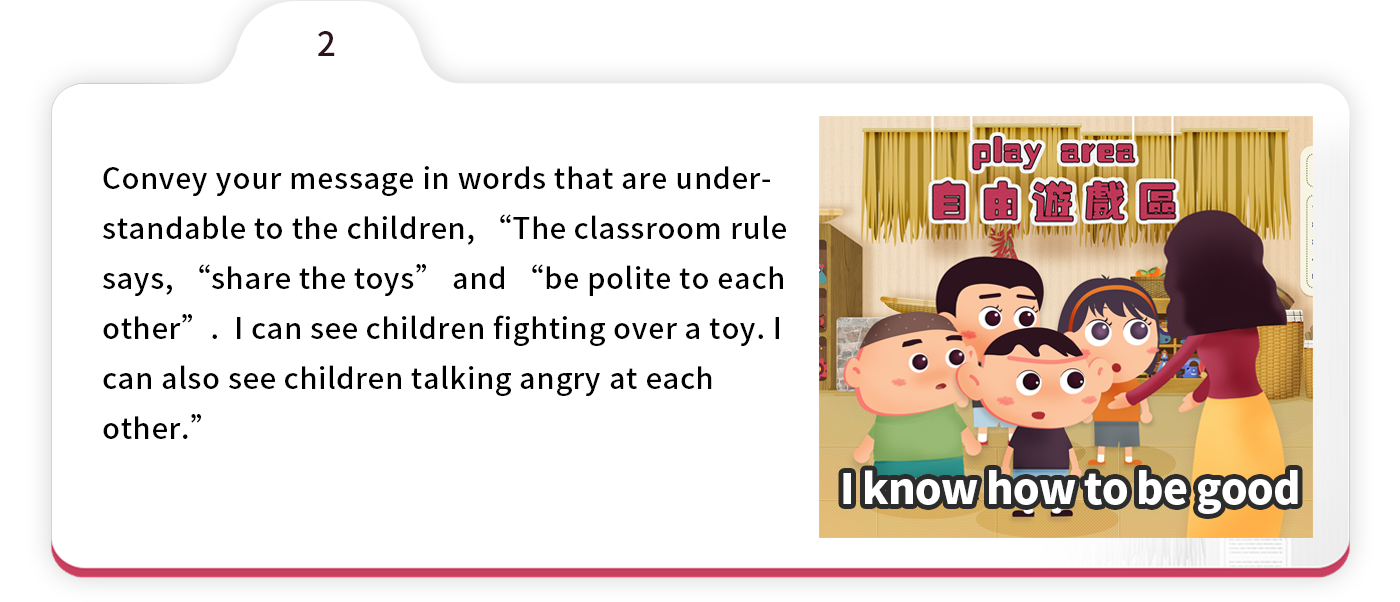 2
Convey your message in words that are under-
standable to the children, “The classroom rule
says, “share the toys” and “be polite to each
other” . I can see children fighting over a toy. I
can also see children talking angry at each
other.”
play area
自由遊戲區
I know how to be good